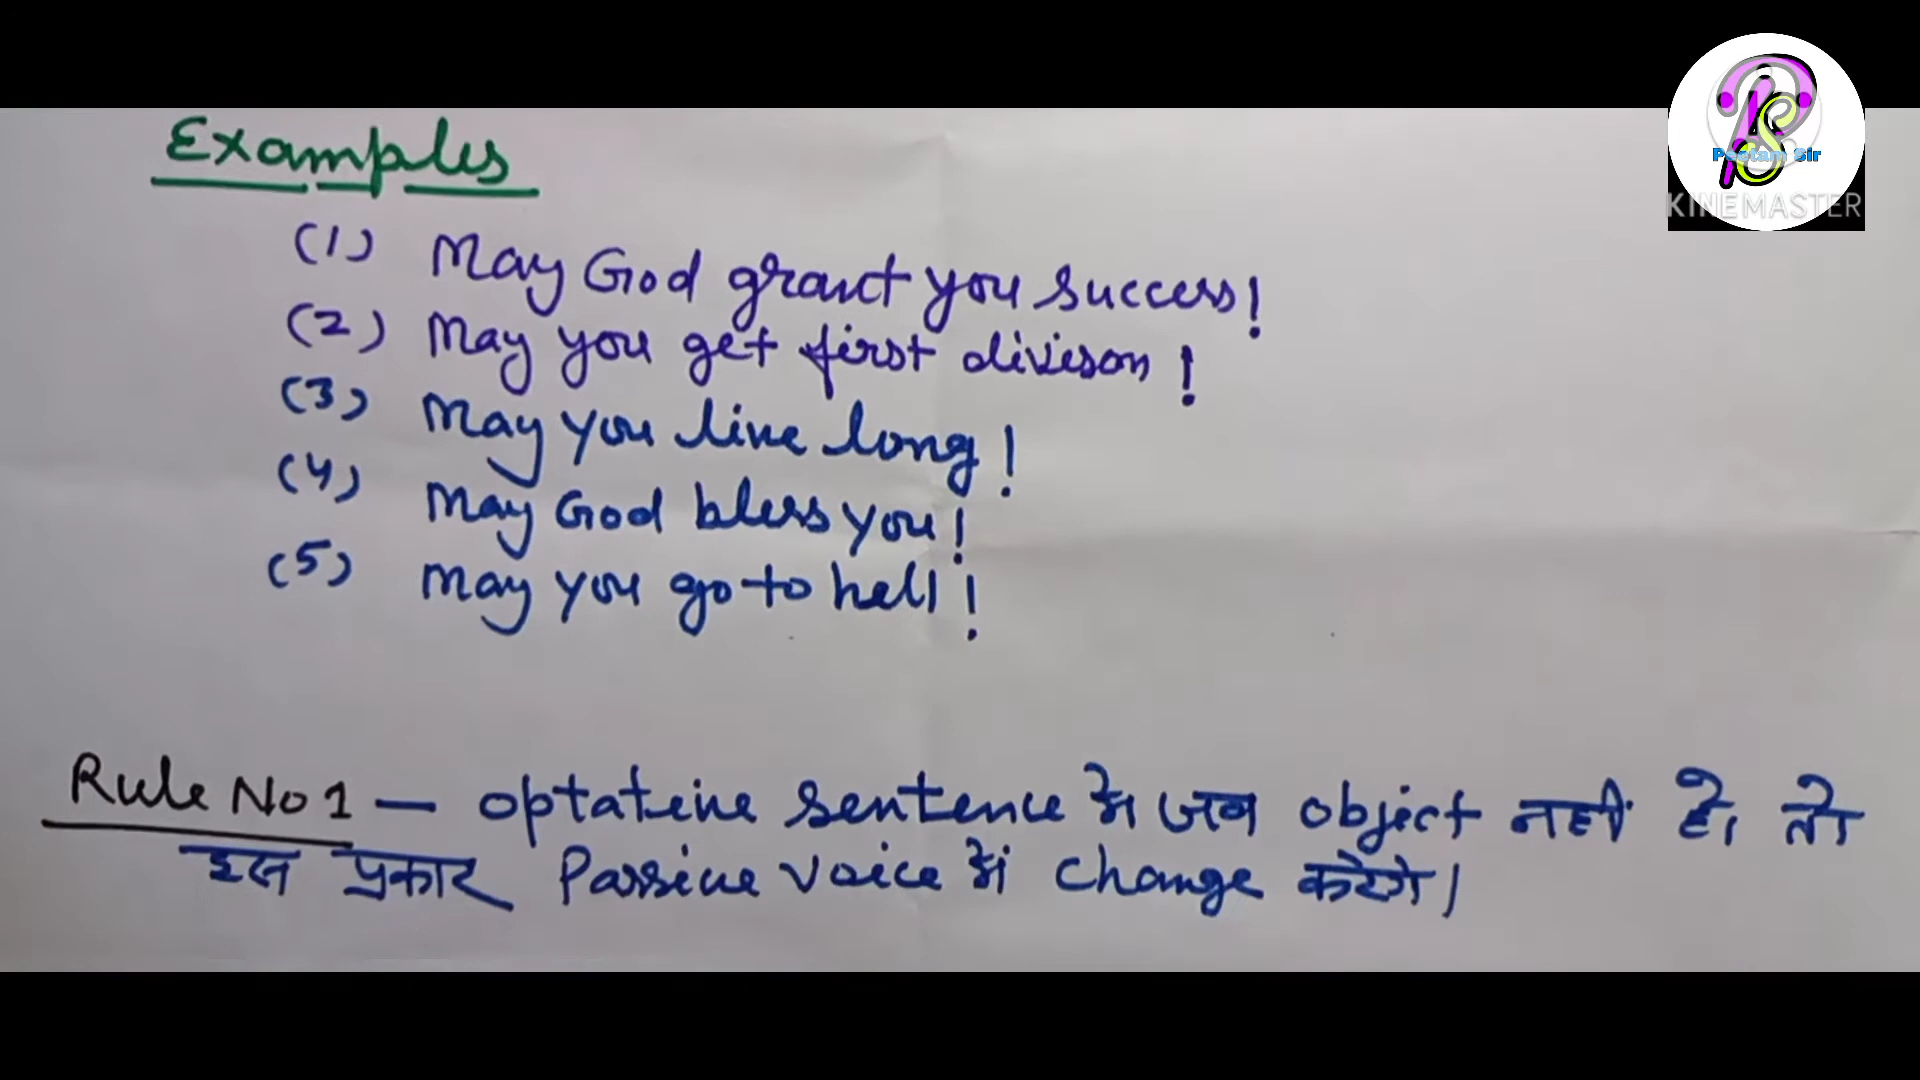 Examples
(1) May God grant you success!
(2) May you get first divison!
(3) May you live long!
(4) May God bless you!
(5) May you go to hell!
Rule No 1 — Optative sentence में जब object नहीं है, तो
इस प्रकार Passive voice में change करेंगे।
Peetam Sir
KINEMASTER